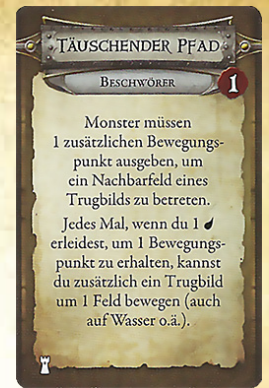 TÄUSCHENDER PFAD
BESCHWÖRER
1
Monster müssen
1 zusätzlichen Bewegungs-
punkt ausgeben, um
ein Nachbarfeld eines
Trugbilds zu betreten.
Jedes Mal, wenn du 1
erleidest, um 1 Bewegungs-
punkt zu erhalten, kannst
du zusätzlich ein Trugbild
um 1 Feld bewegen (auch
auf Wasser o.ä.).